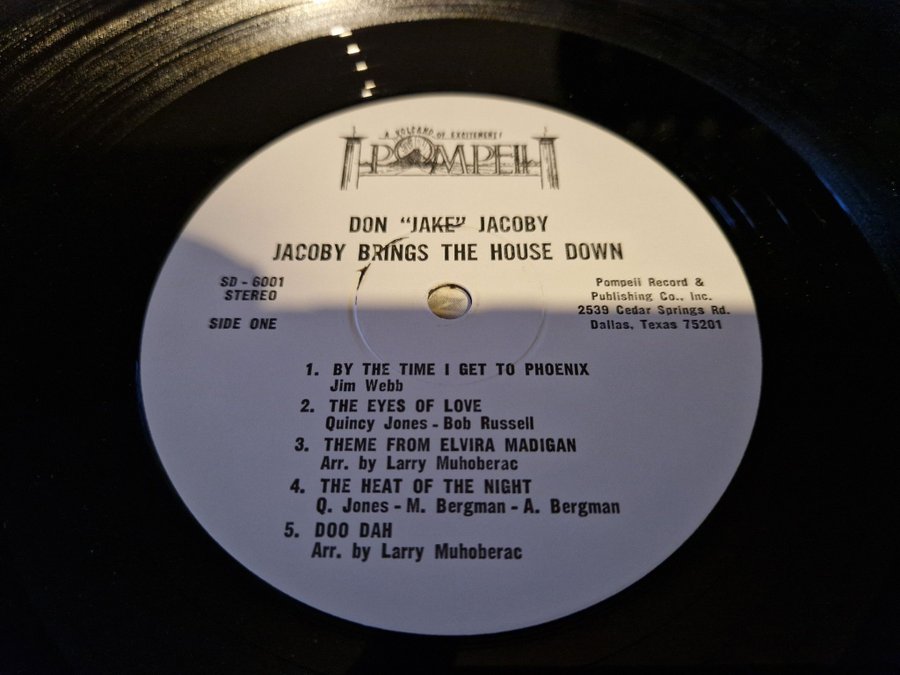 A VOLCANO OF EXCITEMENT!
POMPEII
DON "JAKE" JACOBY
JACOBY BRINGS THE HOUSE DOWN
SD - 6001
STEREO
SIDE ONE
Pompeii Record &
Publishing Co., Inc.
2539 Cedar Springs Rd.
Dallas, Texas 75201
1. BY THE TIME I GET TO PHOENIX
Jim Webb
2. THE EYES OF LOVE
Quincy Jones - Bob Russell
3. THEME FROM ELVIRA MADIGAN
Arr. by Larry Muhoberac
4. THE HEAT OF THE NIGHT
Q. Jones - M. Bergman - A. Bergman
5. DOO DAH
Arr. by Larry Muhoberac